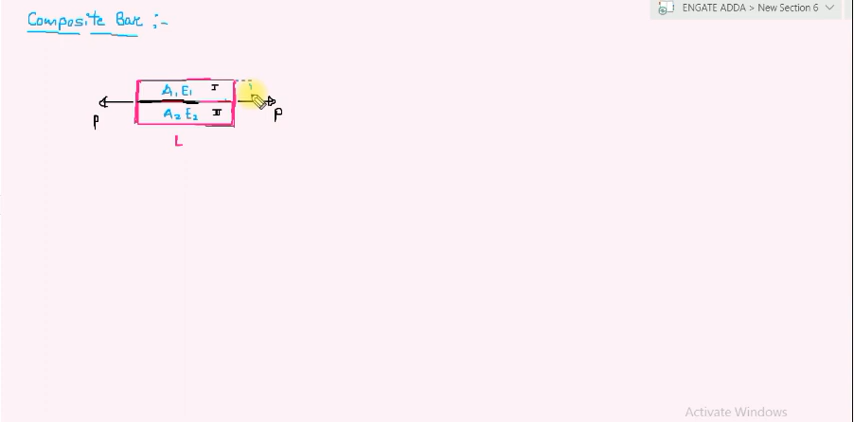 ENGATE ADDA > New Section 6
Composite Bar :-
A₁ E₁ I
P A₂ E₂ II P
L
Activate Windows